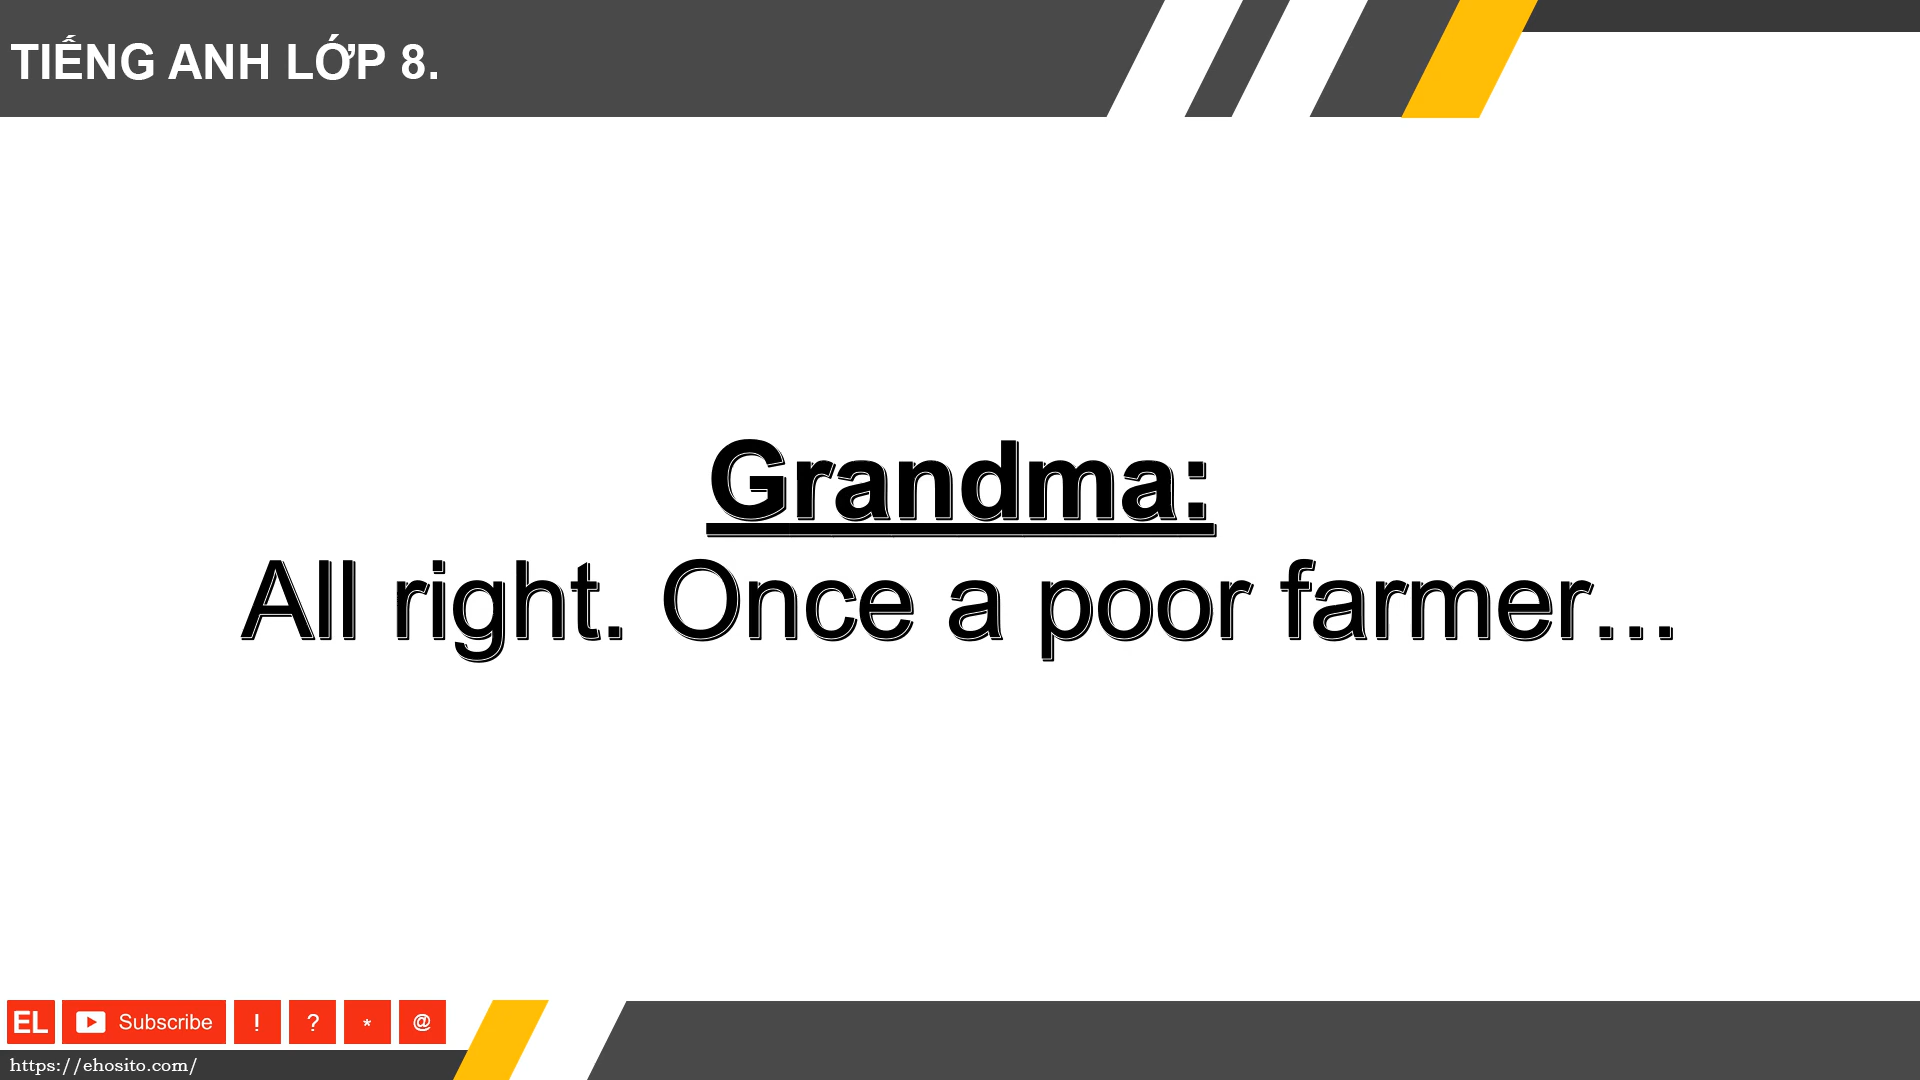 TIẾNG ANH LỚP 8.
Grandma:
All right. Once a poor farmer...
EL Subscribe ! ? * @
https://ehosito.com/